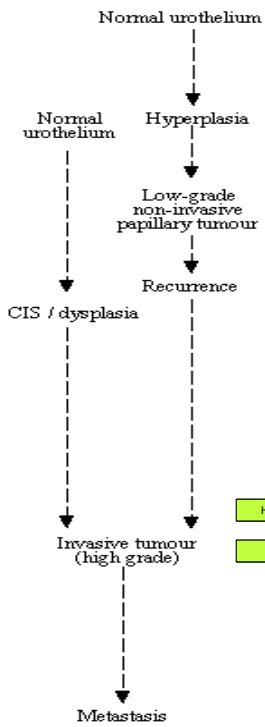 Normal urothelium
Normal
urothelium
Hyperplasia
Low-grade
non-invasive
papillary tumour
Recurrence
CIS / dysplasia
Invasive tumour
(high grade)
Metastasis